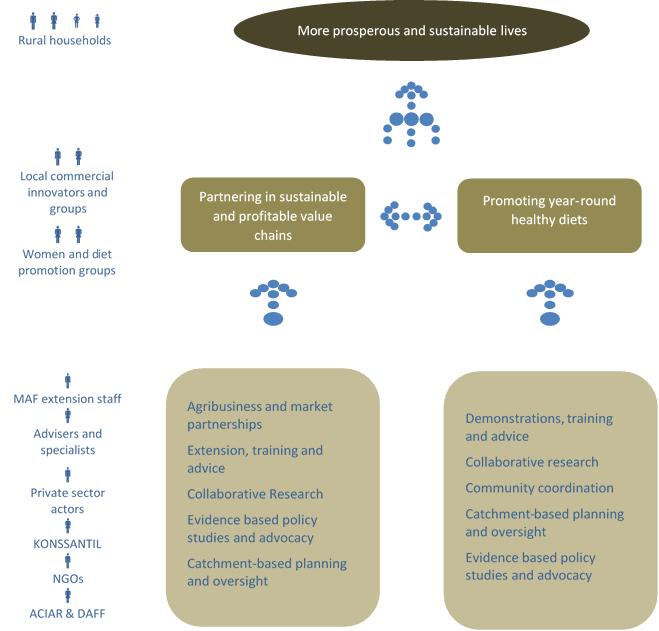 Rural households
More prosperous and sustainable lives
Local commercial
innovators and
groups
Women and diet
promotion groups
Partnering in sustainable
and profitable value
chains
Promoting year-round
healthy diets
MAF extension staff
Advisers and
specialists
Private sector
actors
KONSSANTIL
NGOs
ACIAR & DAFF
Agribusiness and market
partnerships
Extension, training and
advice
Collaborative Research
Evidence based policy
studies and advocacy
Catchment-based planning
and oversight
Demonstrations, training
and advice
Collaborative research
Community coordination
Catchment-based planning
and oversight
Evidence based policy
studies and advocacy